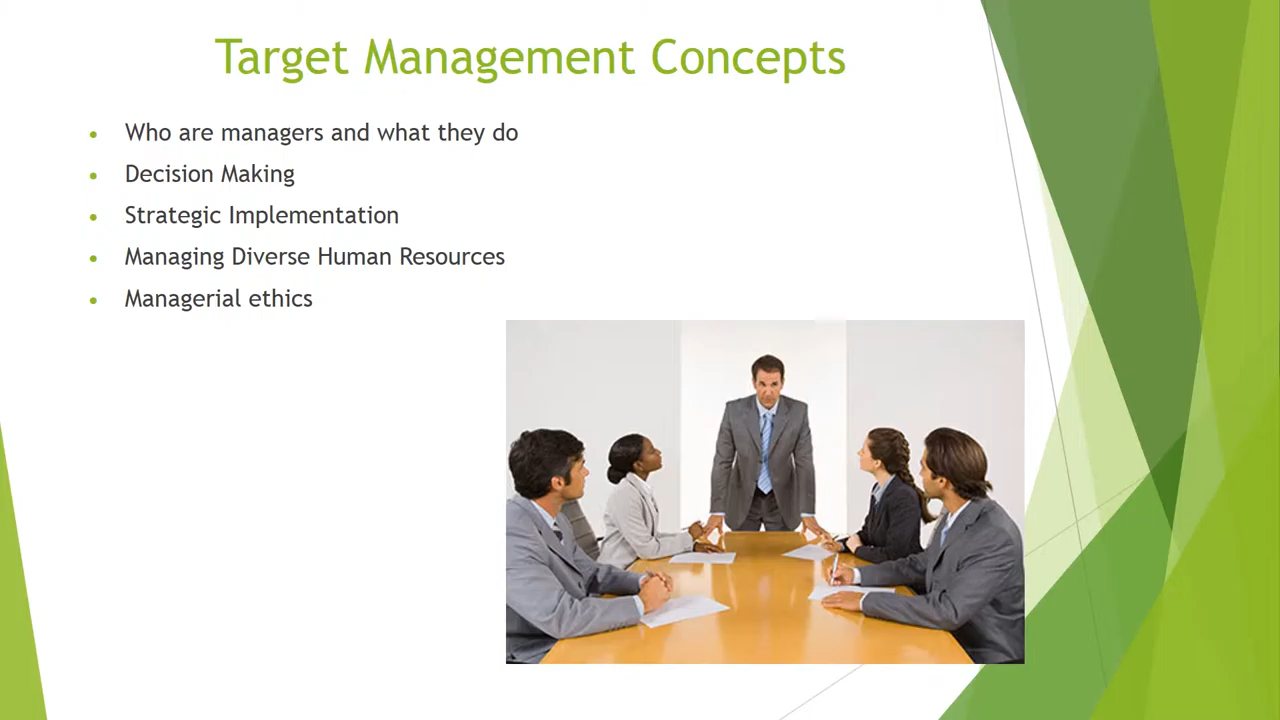 Target Management Concepts
Who are managers and what they do
Decision Making
Strategic Implementation
Managing Diverse Human Resources
Managerial ethics